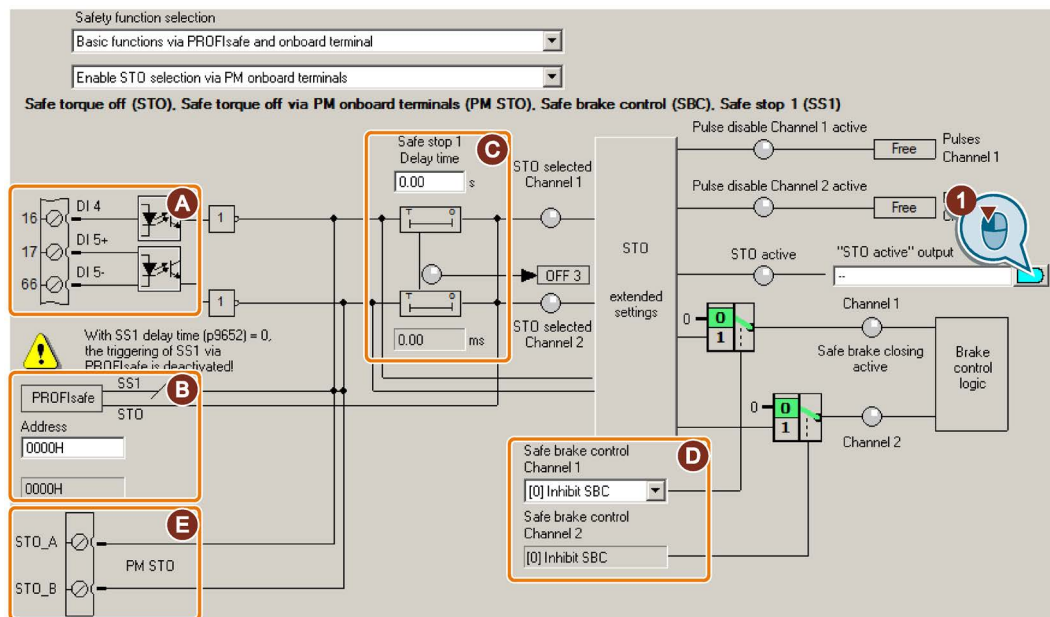 Safety function selection
Basic functions via PROFIsafe and onboard terminal
Enable STO selection via PM onboard terminals
Safe torque off (STO), Safe torque off via PM onboard terminals (PM STO), Safe brake control (SBC), Safe stop 1 (SS1)
A
16
DI 4
17
DI 5+
66
DI 5-
1
1
With SS1 delay time (p9652) = 0,
the triggering of SS1 via
PROFIsafe is deactivated!
B
PROFIsafe
SS1
STO
Address
0000H
0000H
E
STO_A
PM STO
STO_B
C
Safe stop 1
Delay time
0.00 s
T 0
OFF 3
T 0
0.00 ms
STO selected
Channel 1
STO selected
Channel 2
STO
extended
settings
Pulse disable Channel 1 active
Free
Pulses
Channel 1
Pulse disable Channel 2 active
Free
1
STO active
"STO active" output
--
0
0
1
Channel 1
Safe brake closing
active
0
0
1
Channel 2
Brake
control
logic
D
Safe brake control
Channel 1
[0] Inhibit SBC
Safe brake control
Channel 2
[0] Inhibit SBC